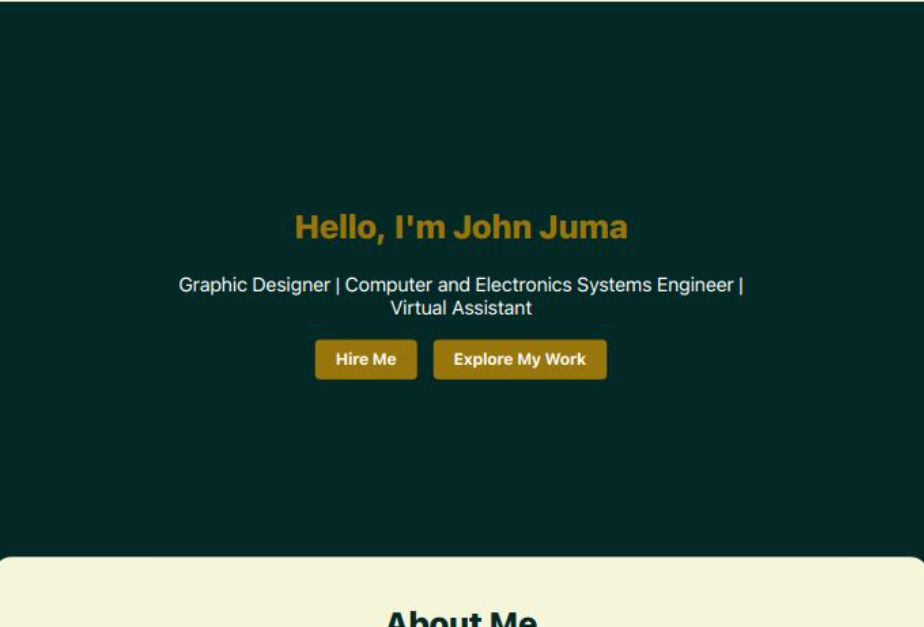 Hello, I'm John Juma
Graphic Designer | Computer and Electronics Systems Engineer |
Virtual Assistant
Hire Me
Explore My Work
About Me